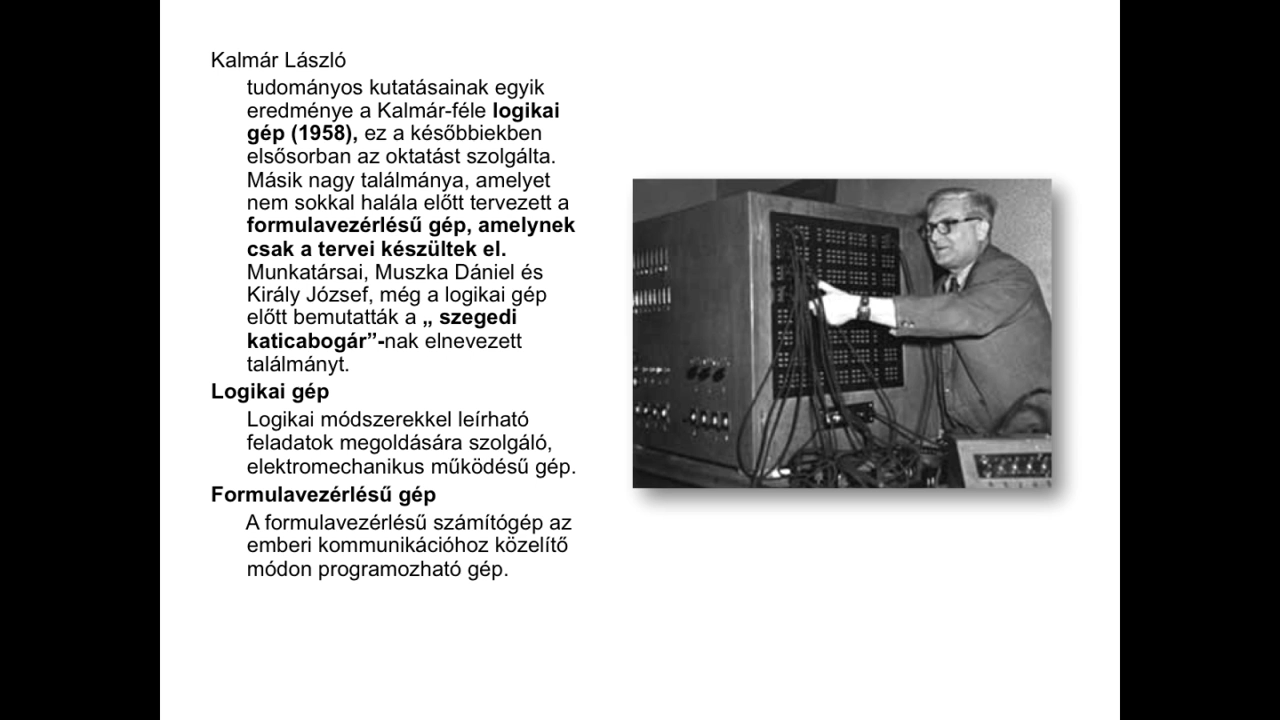 Kalmár László
tudományos kutatásainak egyik
eredménye a Kalmár-féle logikai
gép (1958), ez a későbbiekben
elsősorban az oktatást szolgálta.
Másik nagy találmánya, amelyet
nem sokkal halála előtt tervezett a
formulavezérlésű gép, amelynek
csak a tervei készültek el.
Munkatársai, Muszka Dániel és
Király József, még a logikai gép
előtt bemutatták a „ szegedi
katicabogár”-nak elnevezett
találmányt.
Logikai gép
Logikai módszerekkel leírható
feladatok megoldására szolgáló,
elektromechanikus működésű gép.
Formulavezérlésű gép
A formulavezérlésű számítógép az
emberi kommunikációhoz közelítő
módon programozható gép.